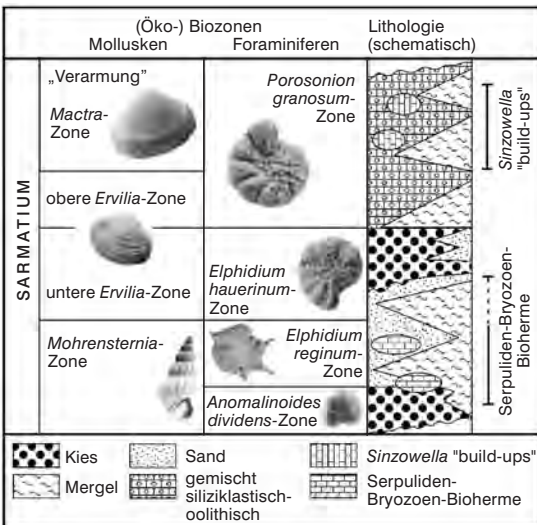 (Öko-) Biozonen
Mollusken
Foraminiferen
Lithologie
(schematisch)
SARMATIUM
„Verarmung”
Mactra-
Zone
obere Ervilia-Zone
untere Ervilia-Zone
Mohrensternia-
Zone
Porosonion
granosum-
Zone
Elphidium
hauerinum-
Zone
Elphidium
reginum-
Zone
Anomalinoides
dividens-Zone
Sinzowella
"build-ups"
Serpuliden-Bryozoen-
Bioherme
Kies
Mergel
Sand
gemischt
siliziklastisch-
oolithisch
Sinzowella "build-ups"
Serpuliden-
Bryozoen-Bioherme